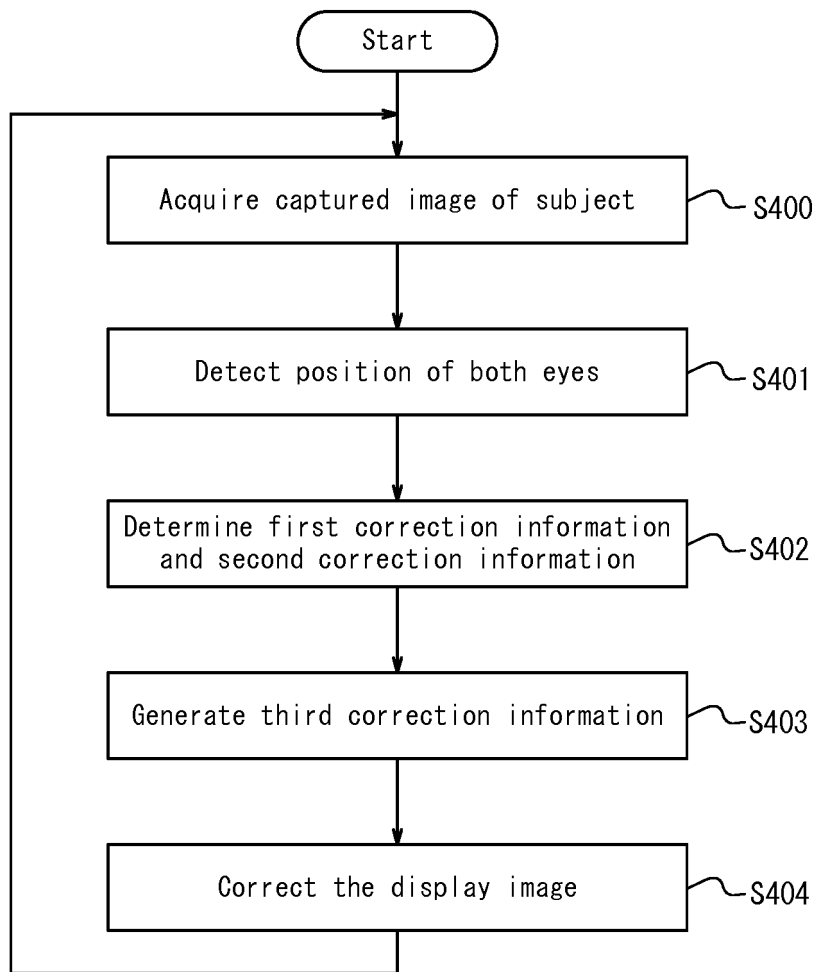 Start
Acquire captured image of subject
S400
Detect position of both eyes
S401
Determine first correction information
and second correction information
S402
Generate third correction information
S403
Correct the display image
S404